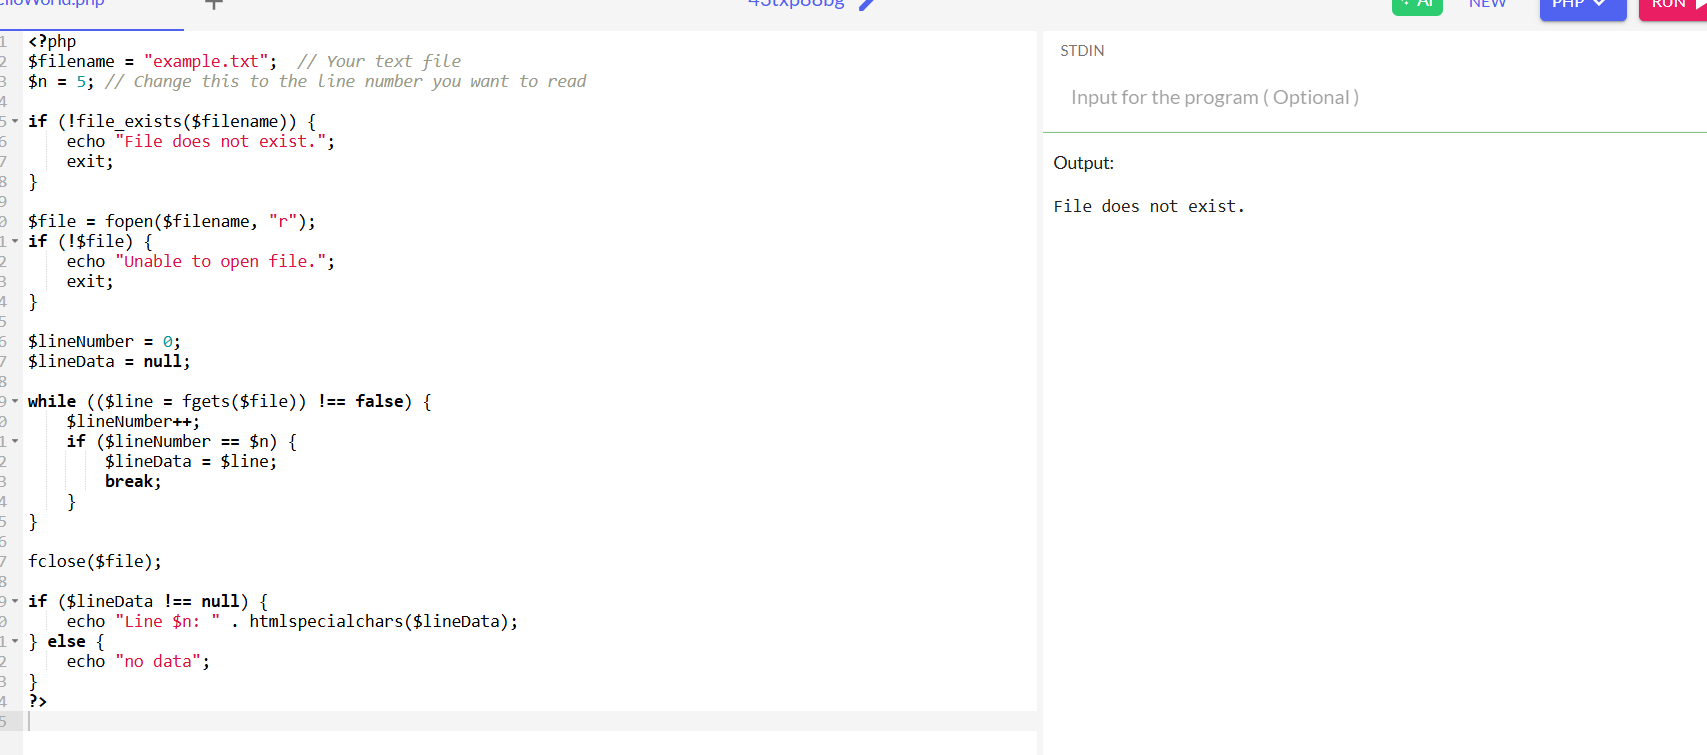 HelloWorld.php + 43txp88bg AI NEW PHP RUN
1 <?php
2 $filename = "example.txt";  // Your text file
3 $n = 5; // Change this to the line number you want to read
4
5 if (!file_exists($filename)) {
6     echo "File does not exist.";
7     exit;
8 }
9
0 $file = fopen($filename, "r");
1 if (!$file) {
2     echo "Unable to open file.";
3     exit;
4 }
5
6 $lineNumber = 0;
7 $lineData = null;
8
9 while (($line = fgets($file)) !== false) {
0     $lineNumber++;
1     if ($lineNumber == $n) {
2         $lineData = $line;
3         break;
4     }
5 }
6
7 fclose($file);
8
9 if ($lineData !== null) {
0     echo "Line $n: " . htmlspecialchars($lineData);
1 } else {
2     echo "no data";
3 }
4 ?>
5
STDIN
Input for the program ( Optional )
Output:
File does not exist.